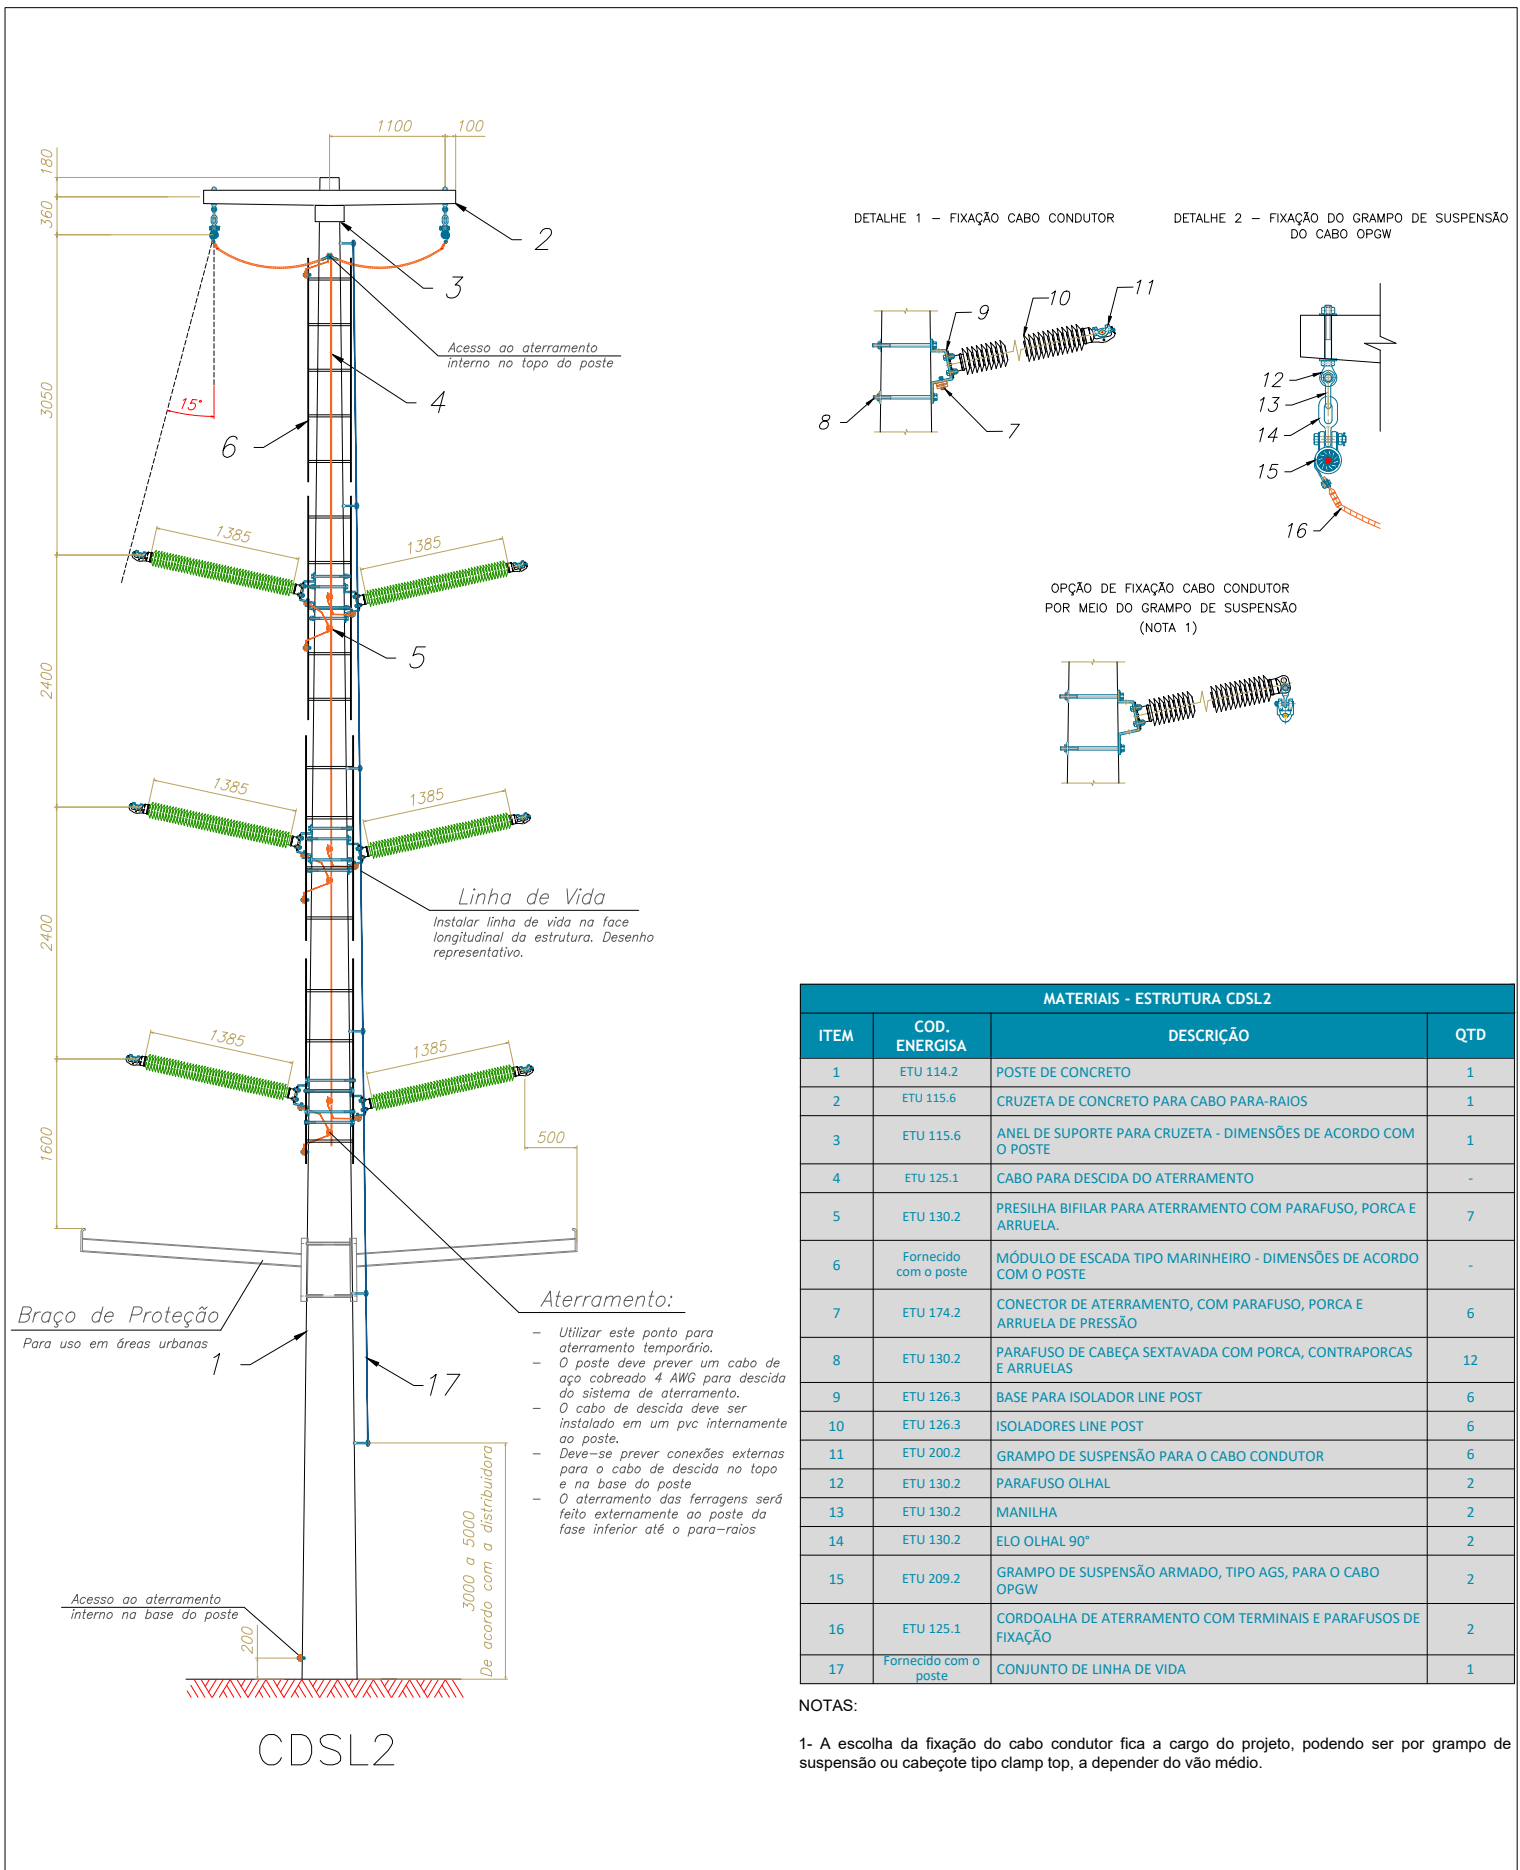 1100
100
180
360
2
3
Acesso ao aterramento
interno no topo do poste
4
3050
15°
6
1385
1385
5
2400
1385
1385
Linha de Vida
Instalar linha de vida na face
longitudinal da estrutura. Desenho
representativo.
2400
1385
1385
1600
500
Braço de Proteção
Para uso em áreas urbanas
1
17
Aterramento:
– Utilizar este ponto para
aterramento temporário.
– O poste deve prever um cabo de
aço cobreado 4 AWG para descida
do sistema de aterramento.
– O cabo de descida deve ser
instalado em um pvc internamente
ao poste.
– Deve–se prever conexões externas
para o cabo de descida no topo
e na base do poste
– O aterramento das ferragens será
feito externamente ao poste da
fase inferior até o para–raios
3000 a 5000
De acordo com a distribuidora
Acesso ao aterramento
interno na base do poste
200
CDSL2
DETALHE 1 – FIXAÇÃO CABO CONDUTOR
9
10
11
8
7
DETALHE 2 – FIXAÇÃO DO GRAMPO DE SUSPENSÃO
DO CABO OPGW
12
13
14
15
16
OPÇÃO DE FIXAÇÃO CABO CONDUTOR
POR MEIO DO GRAMPO DE SUSPENSÃO
(NOTA 1)
MATERIAIS - ESTRUTURA CDSL2
ITEM COD. ENERGISA DESCRIÇÃO QTD
1 ETU 114.2 POSTE DE CONCRETO 1
2 ETU 115.6 CRUZETA DE CONCRETO PARA CABO PARA-RAIOS 1
3 ETU 115.6 ANEL DE SUPORTE PARA CRUZETA - DIMENSÕES DE ACORDO COM
O POSTE 1
4 ETU 125.1 CABO PARA DESCIDA DO ATERRAMENTO -
5 ETU 130.2 PRESILHA BIFILAR PARA ATERRAMENTO COM PARAFUSO, PORCA E
ARRUELA. 7
6 Fornecido com o poste MÓDULO DE ESCADA TIPO MARINHEIRO - DIMENSÕES DE ACORDO
COM O POSTE -
7 ETU 174.2 CONECTOR DE ATERRAMENTO, COM PARAFUSO, PORCA E
ARRUELA DE PRESSÃO 6
8 ETU 130.2 PARAFUSO DE CABEÇA SEXTAVADA COM PORCA, CONTRAPORCAS
E ARRUELAS 12
9 ETU 126.3 BASE PARA ISOLADOR LINE POST 6
10 ETU 126.3 ISOLADORES LINE POST 6
11 ETU 200.2 GRAMPO DE SUSPENSÃO PARA O CABO CONDUTOR 6
12 ETU 130.2 PARAFUSO OLHAL 2
13 ETU 130.2 MANILHA 2
14 ETU 130.2 ELO OLHAL 90° 2
15 ETU 209.2 GRAMPO DE SUSPENSÃO ARMADO, TIPO AGS, PARA O CABO
OPGW 2
16 ETU 125.1 CORDOALHA DE ATERRAMENTO COM TERMINAIS E PARAFUSOS DE
FIXAÇÃO 2
17 Fornecido com o poste CONJUNTO DE LINHA DE VIDA 1
NOTAS:
1- A escolha da fixação do cabo condutor fica a cargo do projeto, podendo ser por grampo de
suspensão ou cabeçote tipo clamp top, a depender do vão médio.